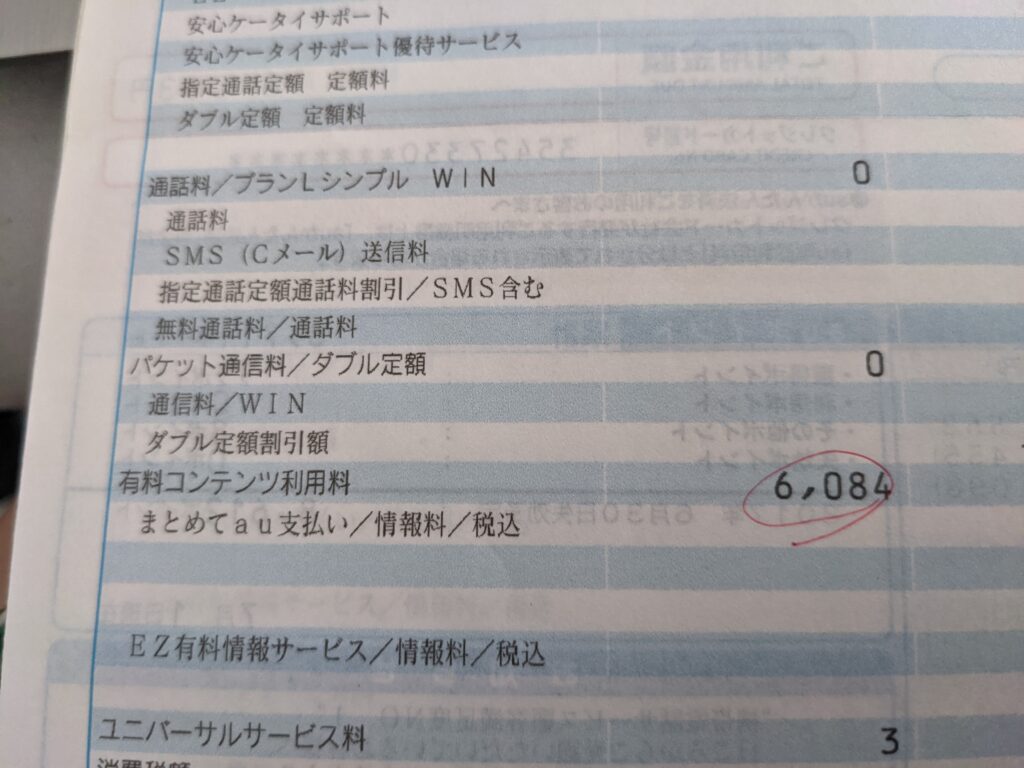 安心ケータイサポート
安心ケータイサポート優待サービス
指定通話定額 定額料
ダブル定額 定額料
通話料／プランＬシンプル ＷＩＮ 0
通話料
ＳＭＳ（Ｃメール）送信料
指定通話定額通話料割引／ＳＭＳ含む
無料通話料／通話料
パケット通信料／ダブル定額 0
通信料／ＷＩＮ
ダブル定額割引額
有料コンテンツ利用料 6,084
まとめてａｕ支払い／情報料／税込
ＥＺ有料情報サービス／情報料／税込
ユニバーサルサービス料 3
消費税額